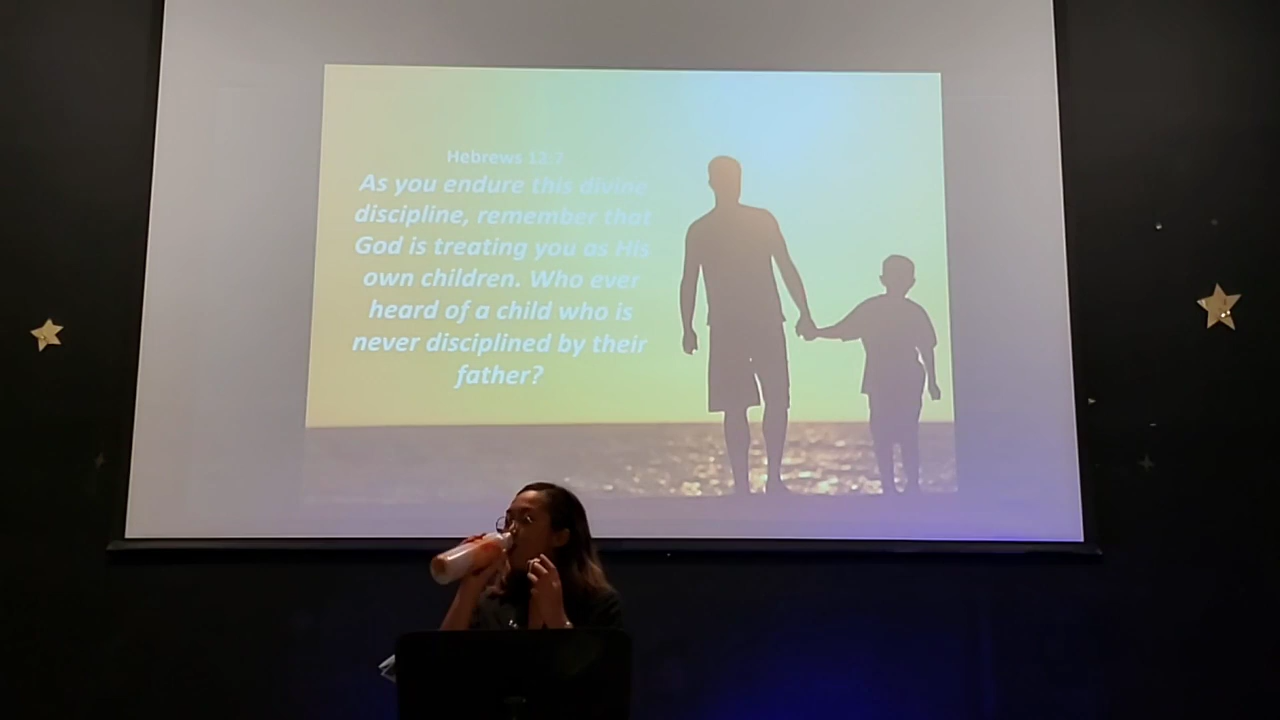 Hebrews 12:7
As you endure this divine
discipline, remember that
God is treating you as His
own children. Who ever
heard of a child who is
never disciplined by their
father?